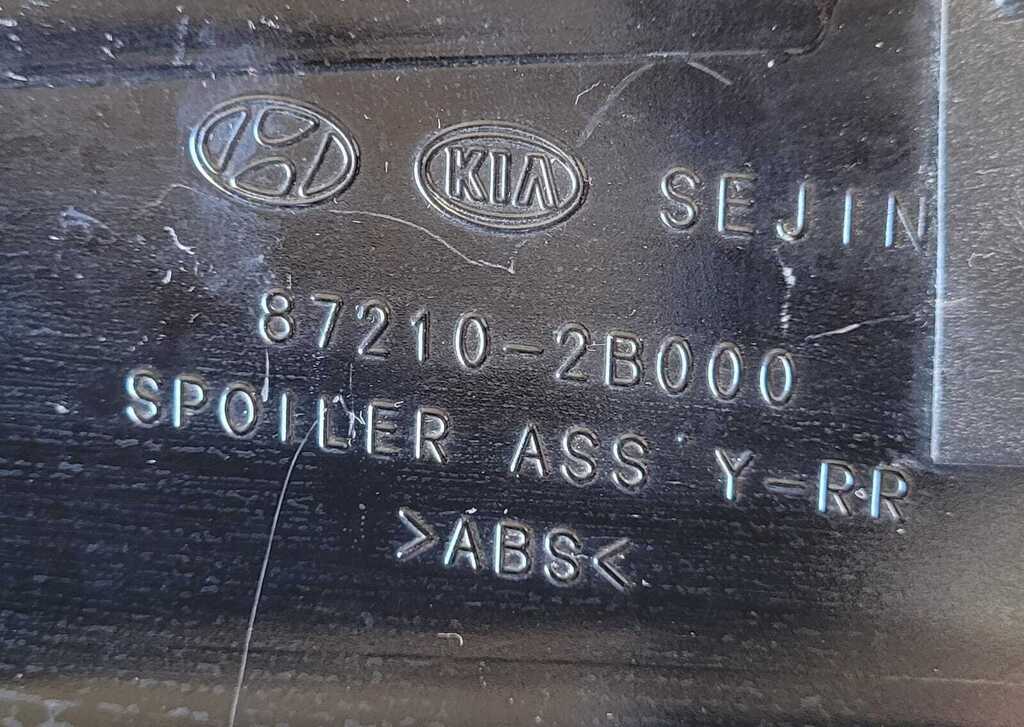 KIA SEJIN
87210-2B000
SPOILER ASS'Y-RR
>ABS<